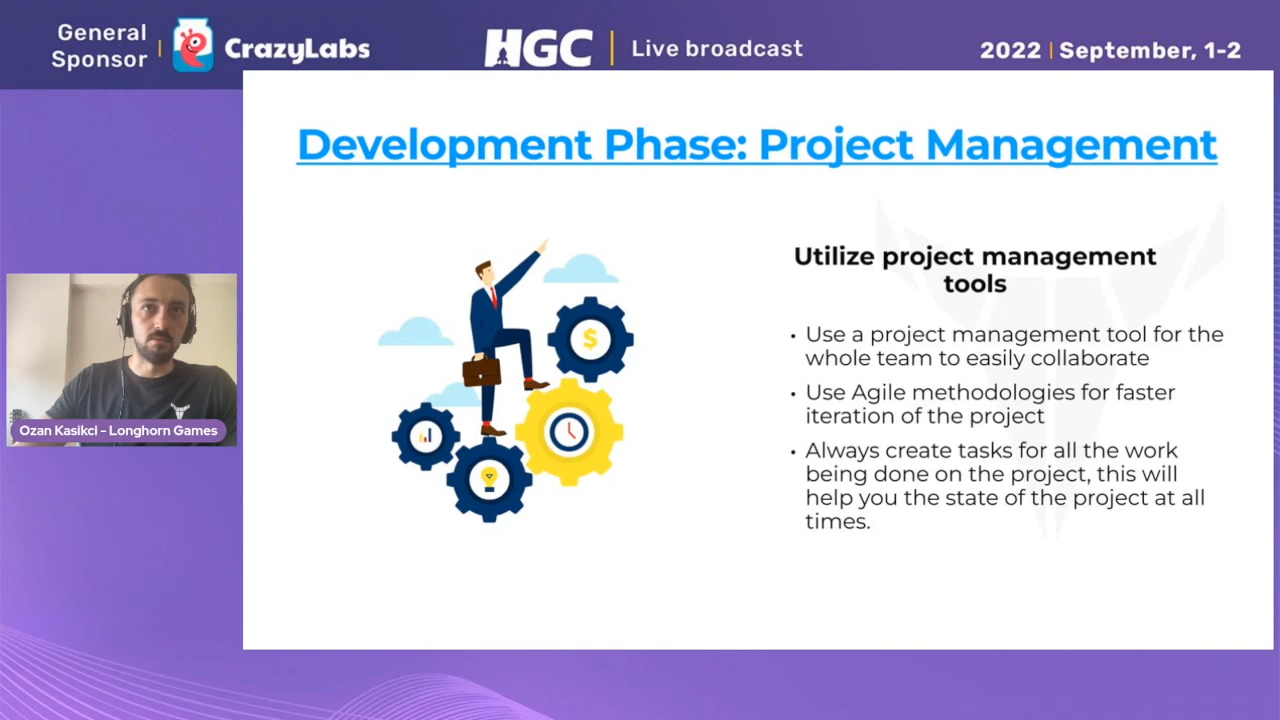 General
Sponsor
CrazyLabs
HGC
Live broadcast
2022
September, 1-2
Development Phase: Project Management
Utilize project management
tools
• Use a project management tool for the
whole team to easily collaborate
• Use Agile methodologies for faster
iteration of the project
• Always create tasks for all the work
being done on the project, this will
help you the state of the project at all
times.
$
Ozan Kasikci - Longhorn Games